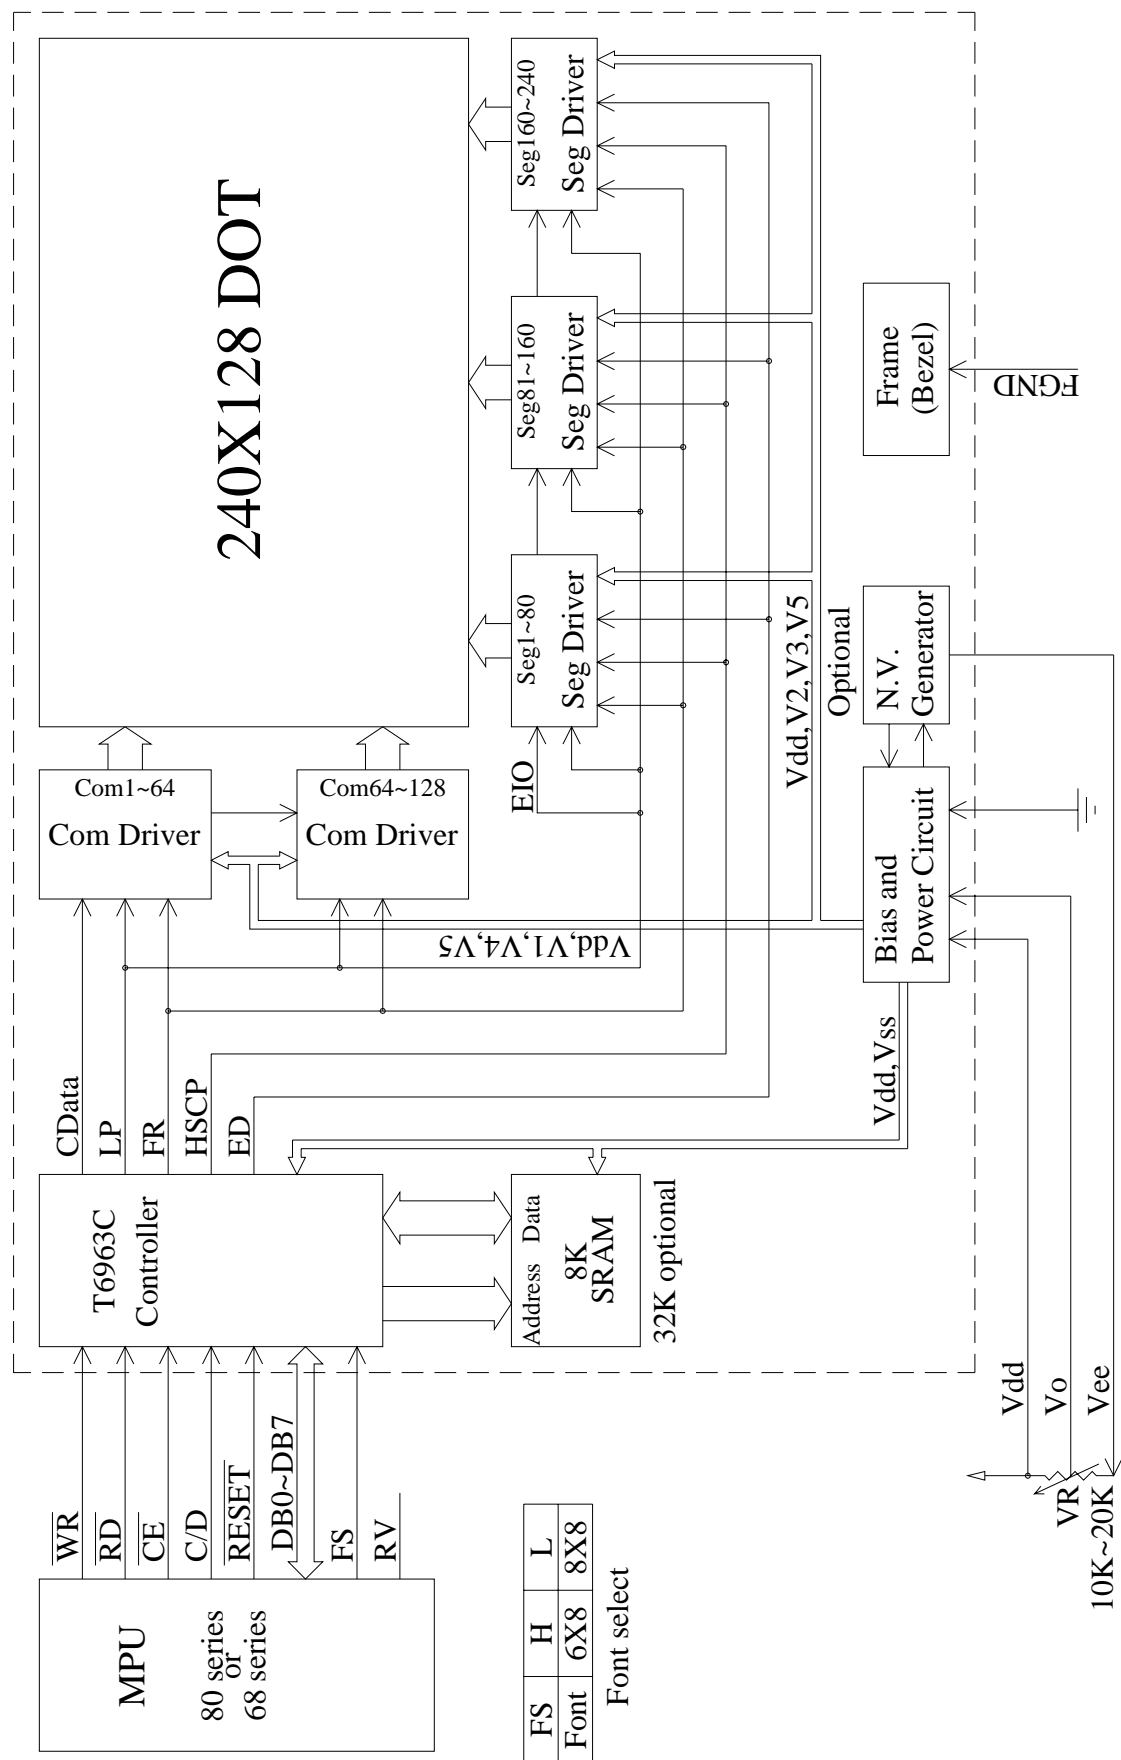 MPU
80 series
or
68 series
WR
RD
CE
C/D
RESET
DB0~DB7
FS
RV
FS H L
Font 6X8 8X8
Font select
T6963C
Controller
CData
LP
FR
HSCP
ED
Address Data
8K
SRAM
32K optional
Com1~64
Com Driver
Com64~128
Com Driver
240X128 DOT
EIO
Seg1~80
Seg Driver
Seg81~160
Seg Driver
Seg160~240
Seg Driver
Vdd,V1,V4,V5
Vdd,V2,V3,V5
Vdd,Vss
Bias and
Power Circuit
Optional
N.V.
Generator
Frame
(Bezel)
FGND
Vdd
Vo
Vee
VR
10K~20K